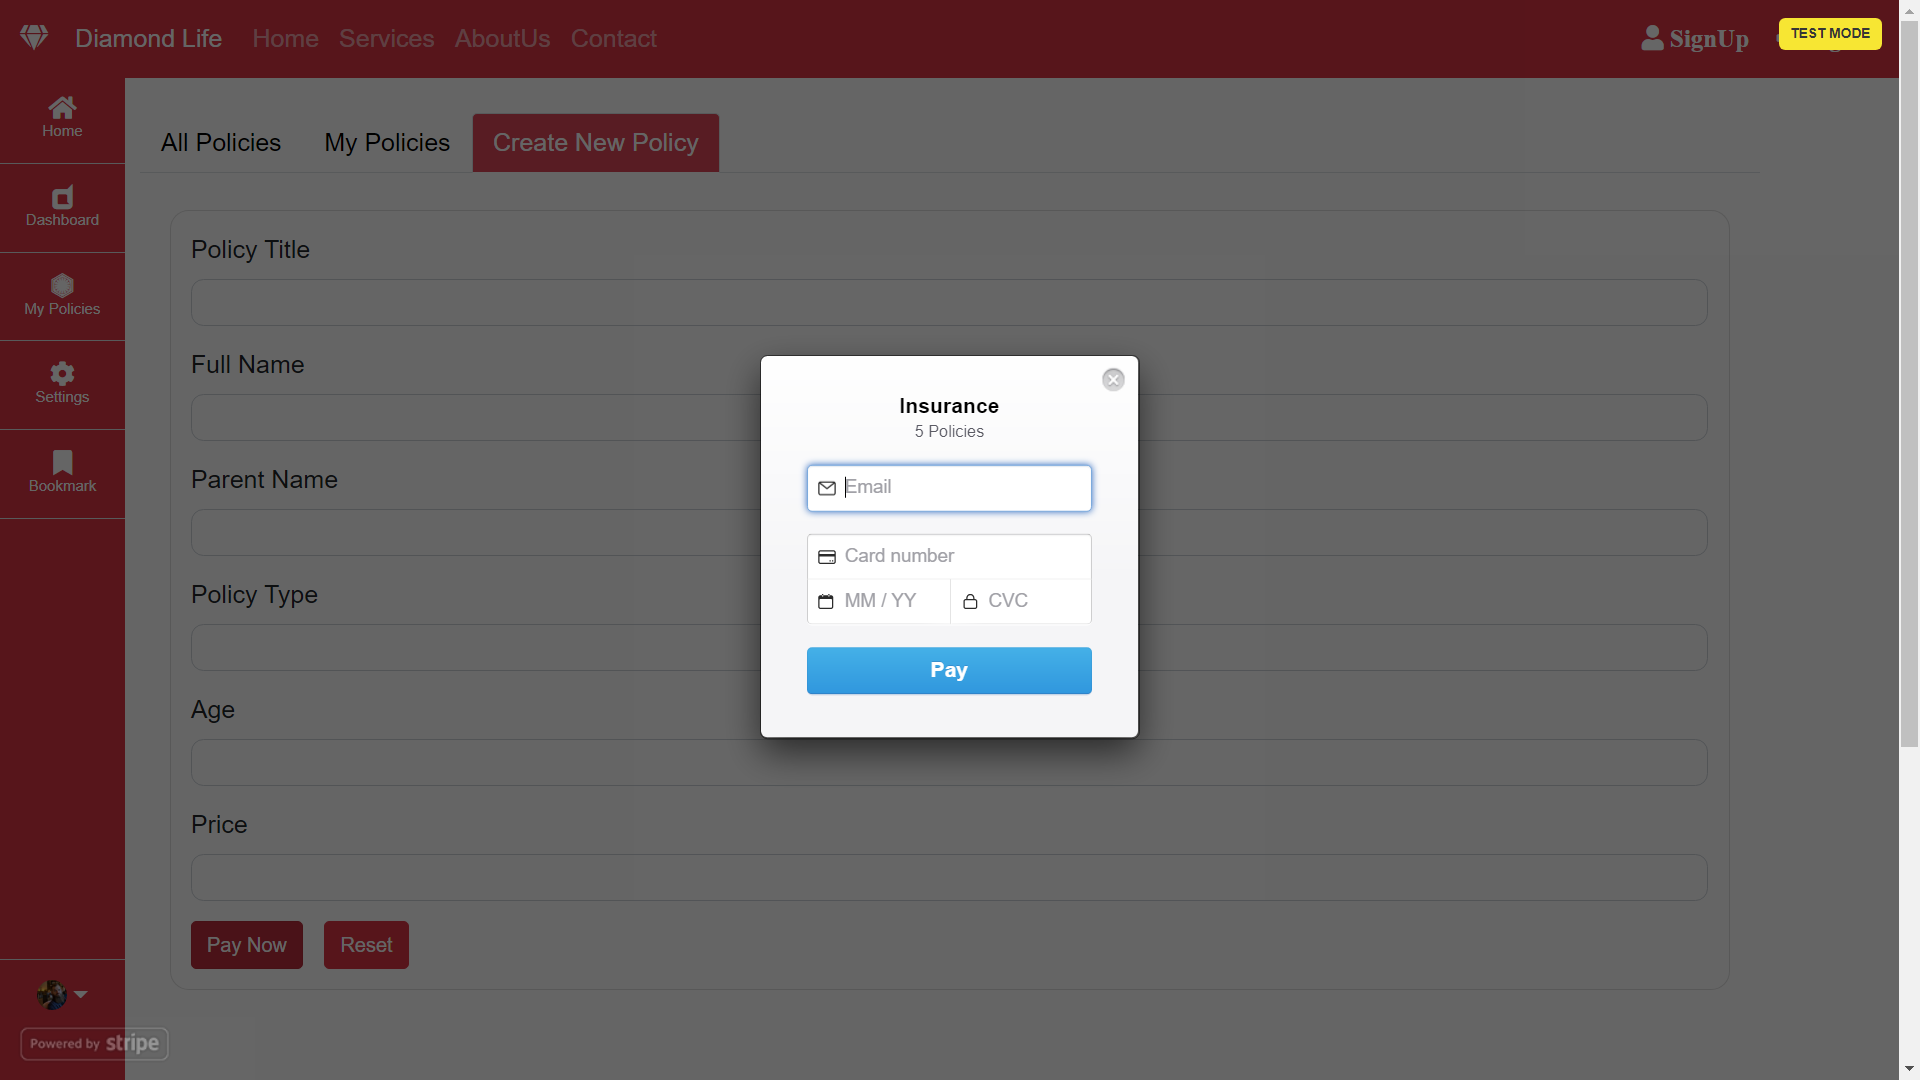 Diamond Life Home Services AboutUs Contact
SignUp
TEST MODE
Home
Dashboard
My Policies
Settings
Bookmark
All Policies My Policies Create New Policy
Policy Title
Full Name
Parent Name
Policy Type
Age
Price
Pay Now Reset
Insurance
5 Policies
Email
Card number
MM / YY CVC
Pay
Powered by stripe